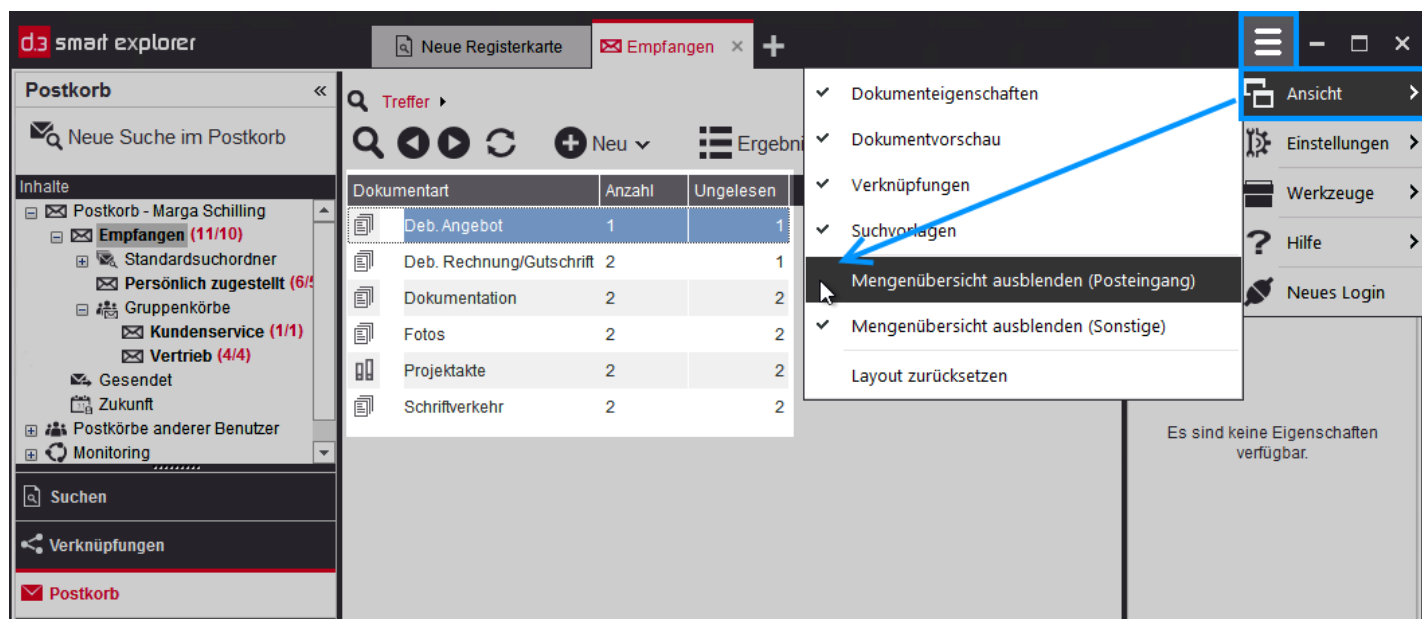 d.3 smart explorer
Neue Registerkarte
Empfangen
Postkorb
Neue Suche im Postkorb
Inhalte
Postkorb - Marga Schilling
Empfangen (11/10)
Standardsuchordner
Persönlich zugestellt (6/
Gruppenkörbe
Kundenservice (1/1)
Vertrieb (4/4)
Gesendet
Zukunft
Postkörbe anderer Benutzer
Monitoring
Suchen
Verknüpfungen
Postkorb
Treffer
Neu
Ergebni
Dokumentart Anzahl Ungelesen
Deb. Angebot 1 1
Deb. Rechnung/Gutschrift 2 1
Dokumentation 2 2
Fotos 2 2
Projektakte 2 2
Schriftverkehr 2 2
Dokumenteigenschaften
Dokumentvorschau
Verknüpfungen
Suchvorlagen
Mengenübersicht ausblenden (Posteingang)
Mengenübersicht ausblenden (Sonstige)
Layout zurücksetzen
Ansicht
Einstellungen
Werkzeuge
Hilfe
Neues Login
Es sind keine Eigenschaften
verfügbar.